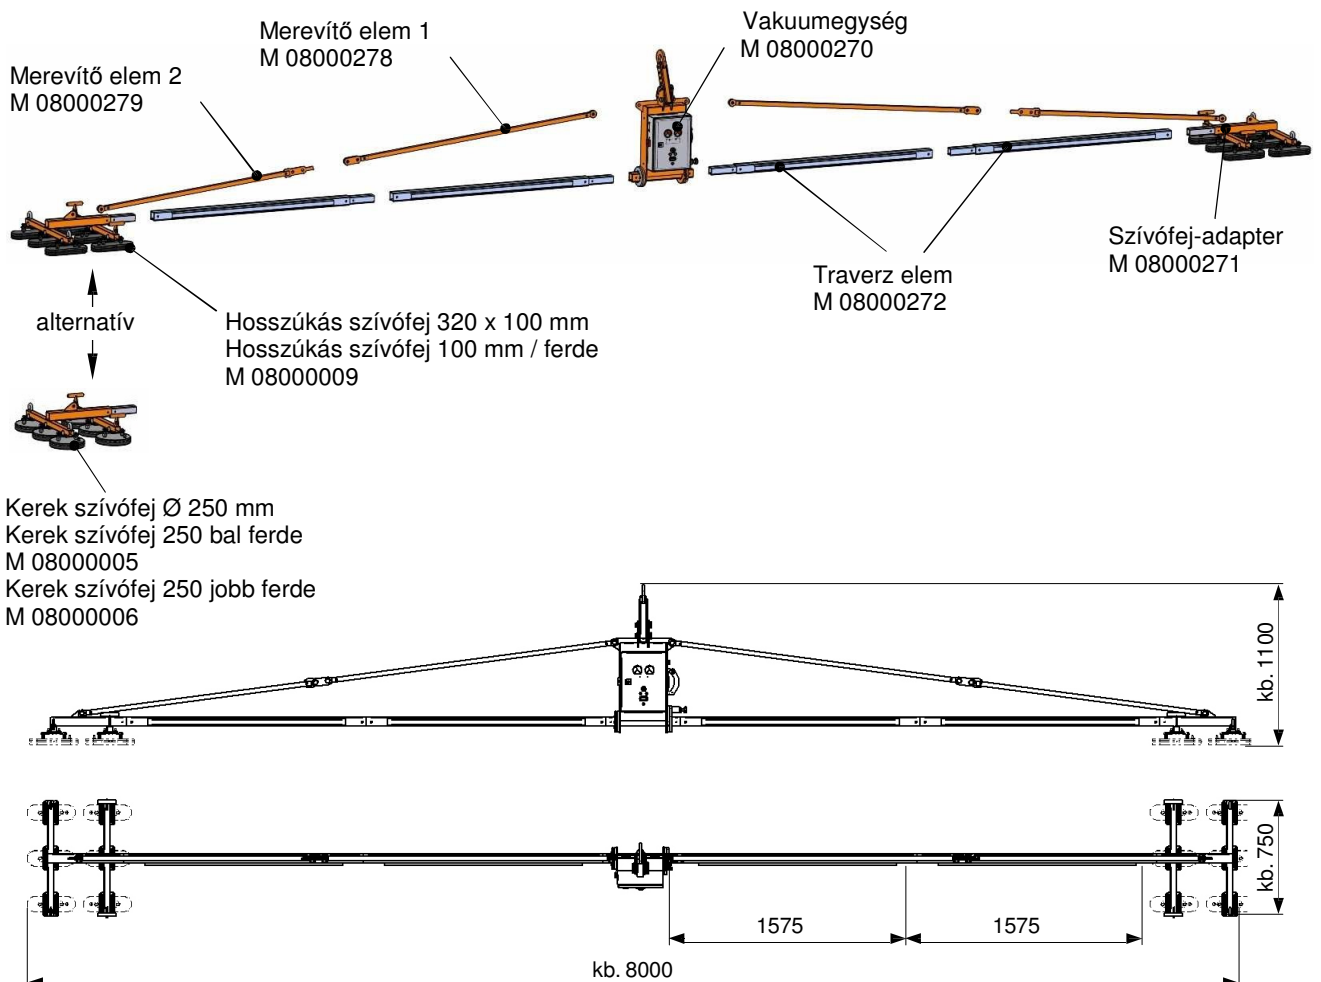 Merevítő elem 1
M 08000278
Vakuumegység
M 08000270
Merevítő elem 2
M 08000279
Szívófej-adapter
M 08000271
Traverz elem
M 08000272
alternatív
Hosszúkás szívófej 320 x 100 mm
Hosszúkás szívófej 100 mm / ferde
M 08000009
Kerek szívófej Ø 250 mm
Kerek szívófej 250 bal ferde
M 08000005
Kerek szívófej 250 jobb ferde
M 08000006
kb. 1100
kb. 750
1575
1575
kb. 8000